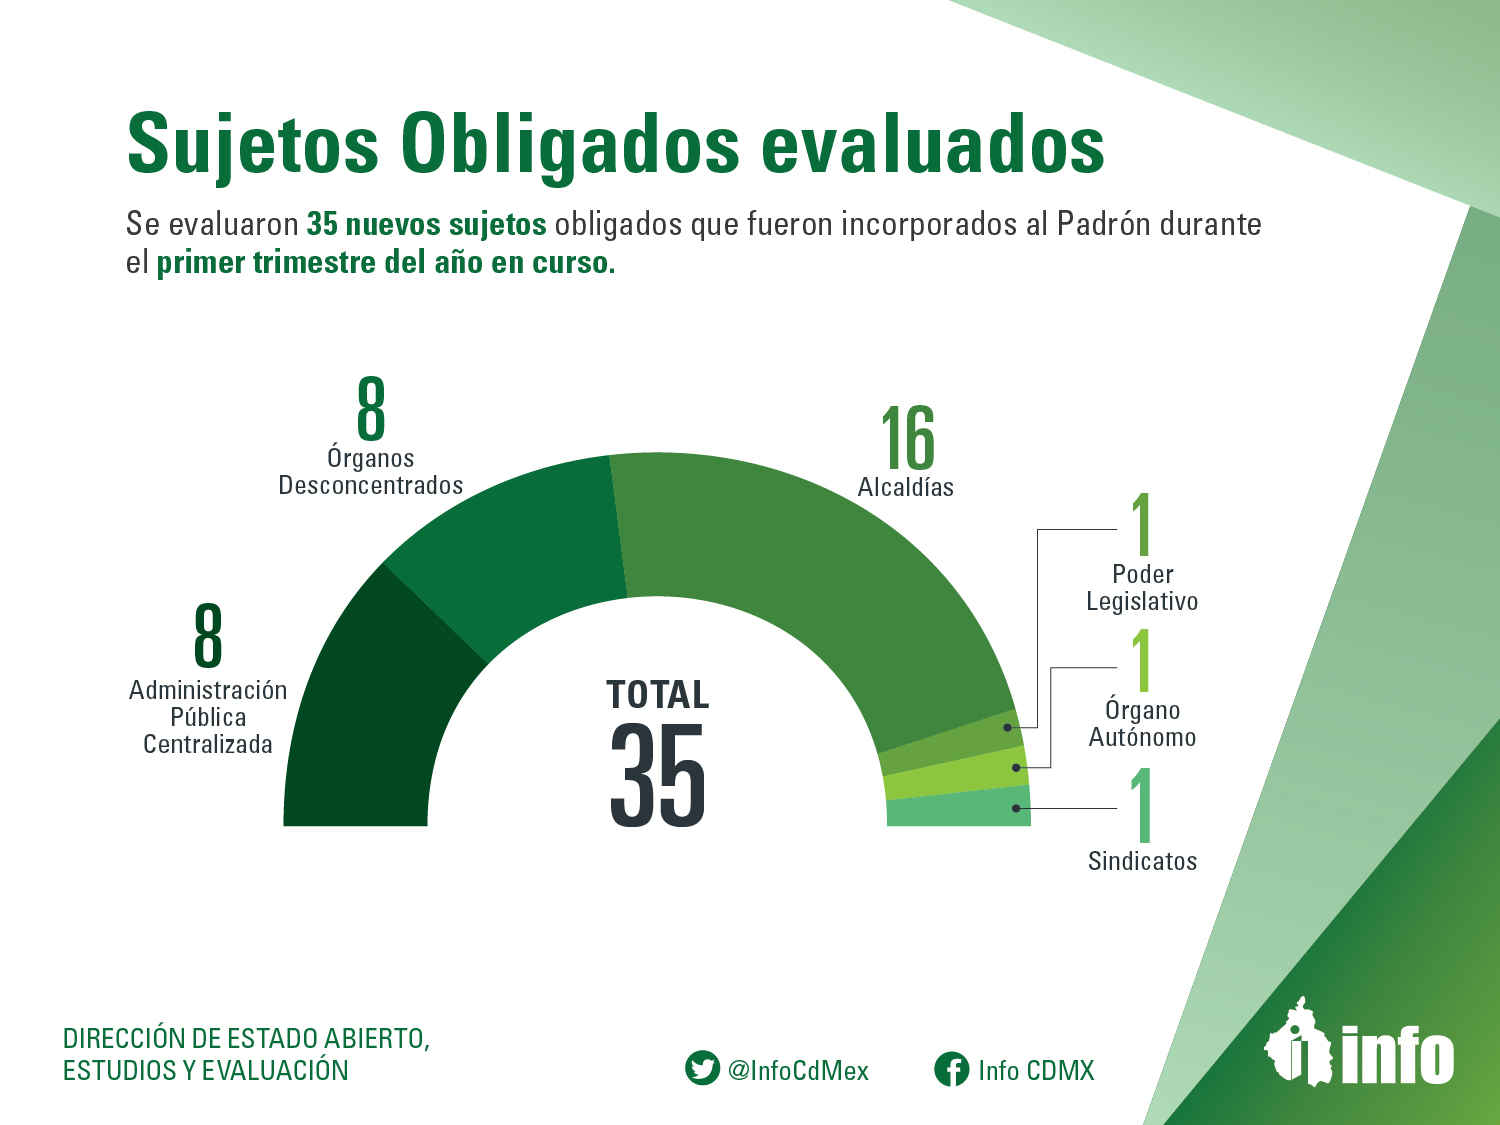 Sujetos Obligados evaluados
Se evaluaron 35 nuevos sujetos obligados que fueron incorporados al Padrón durante
el primer trimestre del año en curso.
8
Órganos
Desconcentrados
16
Alcaldías
1
Poder
Legislativo
8
Administración
Pública
Centralizada
1
Órgano
Autónomo
TOTAL
35
1
Sindicatos
DIRECCIÓN DE ESTADO ABIERTO,
ESTUDIOS Y EVALUACIÓN
@InfoCdMex
Info CDMX
info